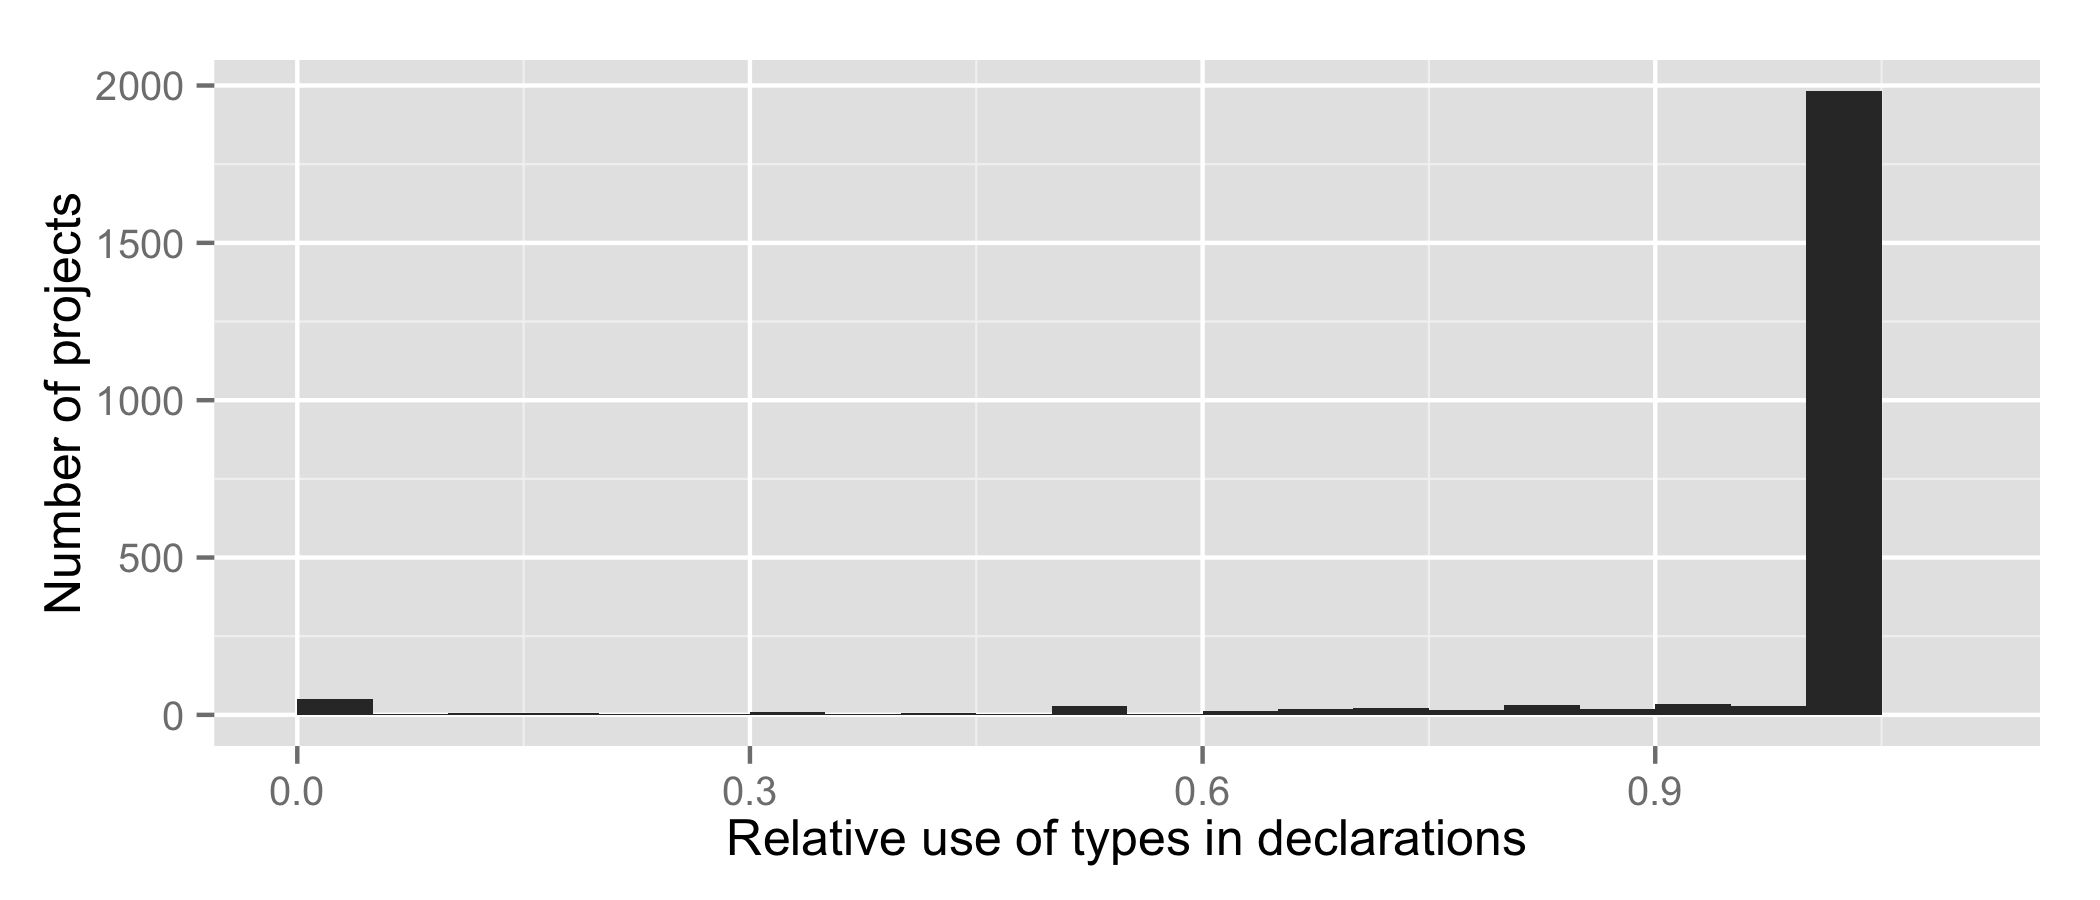 2000
1500
1000
500
0
Number of projects
0.0 0.3 0.6 0.9
Relative use of types in declarations